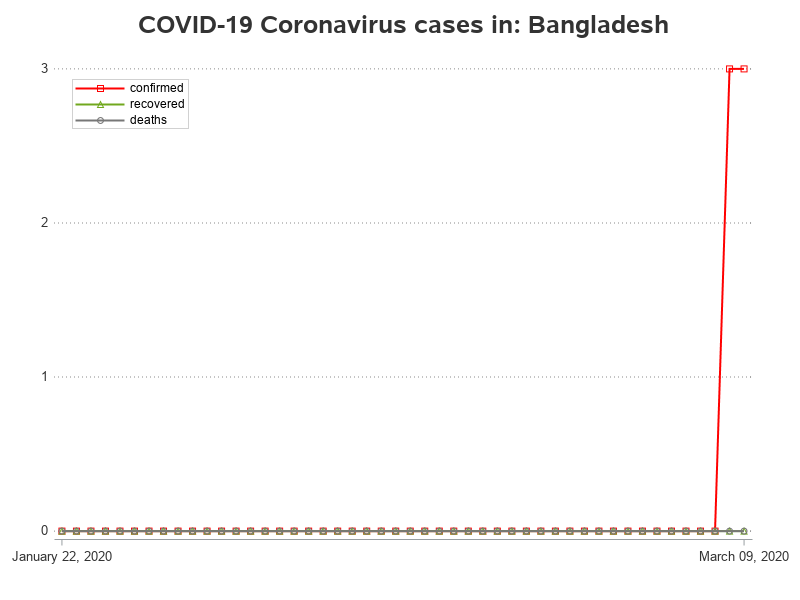 COVID-19 Coronavirus cases in: Bangladesh
3
confirmed
recovered
deaths
2
1
0
January 22, 2020
March 09, 2020